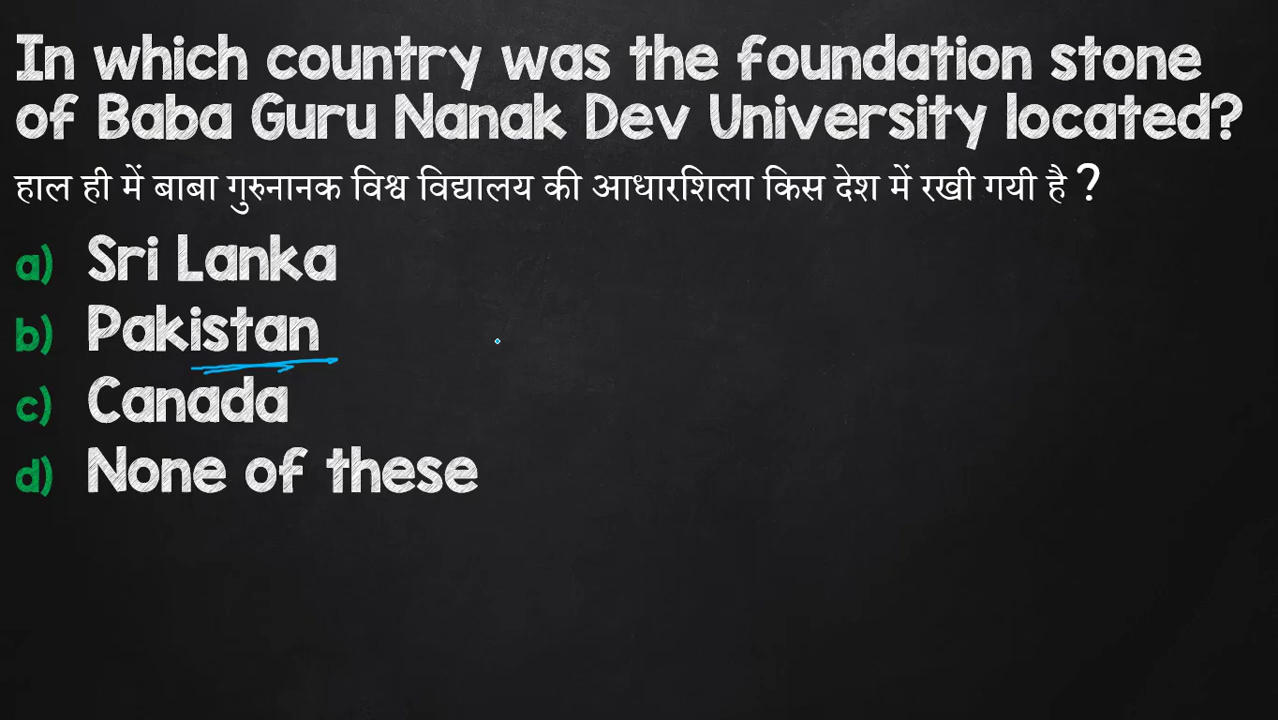 In which country was the foundation stone
of Baba Guru Nanak Dev University located?
हाल ही में बाबा गुरुनानक विश्व विद्यालय की आधारशिला किस देश में रखी गयी है ?
a) Sri Lanka
b) Pakistan
c) Canada
d) None of these